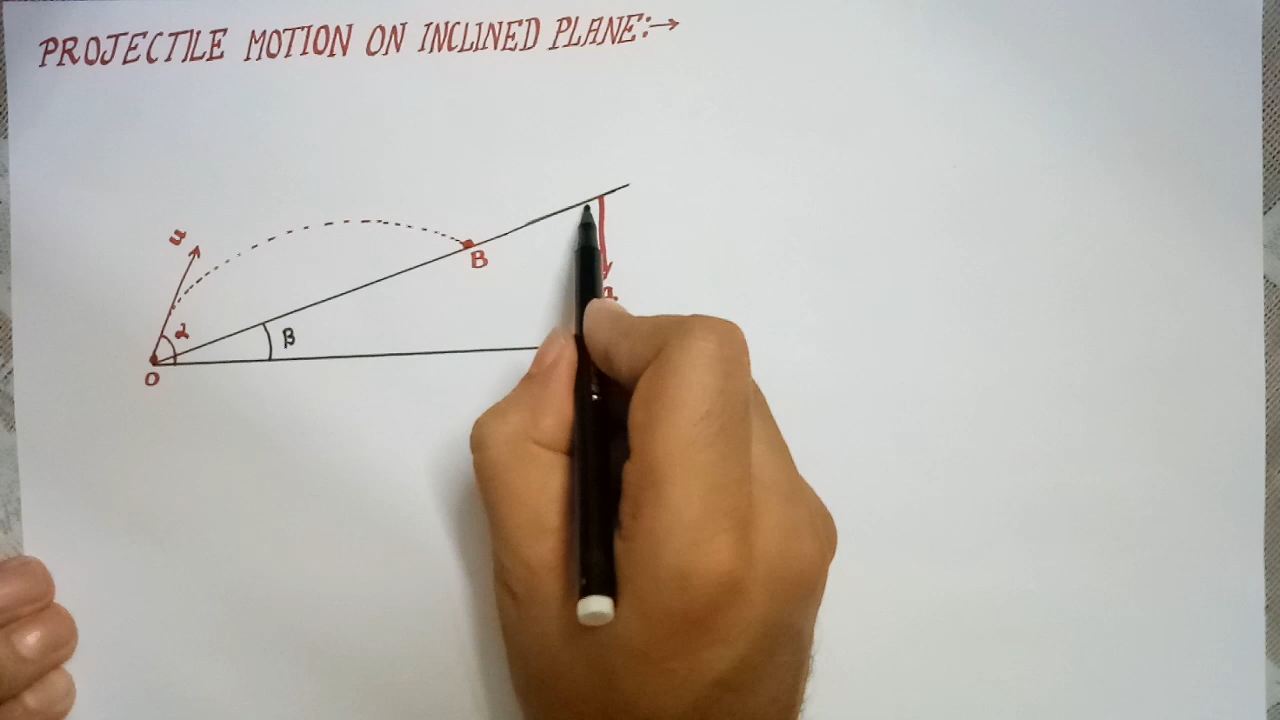 PROJECTILE MOTION ON INCLINED PLANE:→
u
B
α
β
O